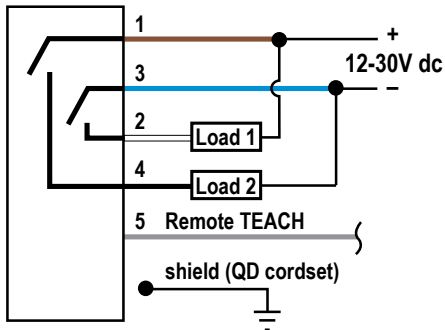 1
+
12-30V dc
3
–
2
Load 1
4
Load 2
5 Remote TEACH
shield (QD cordset)